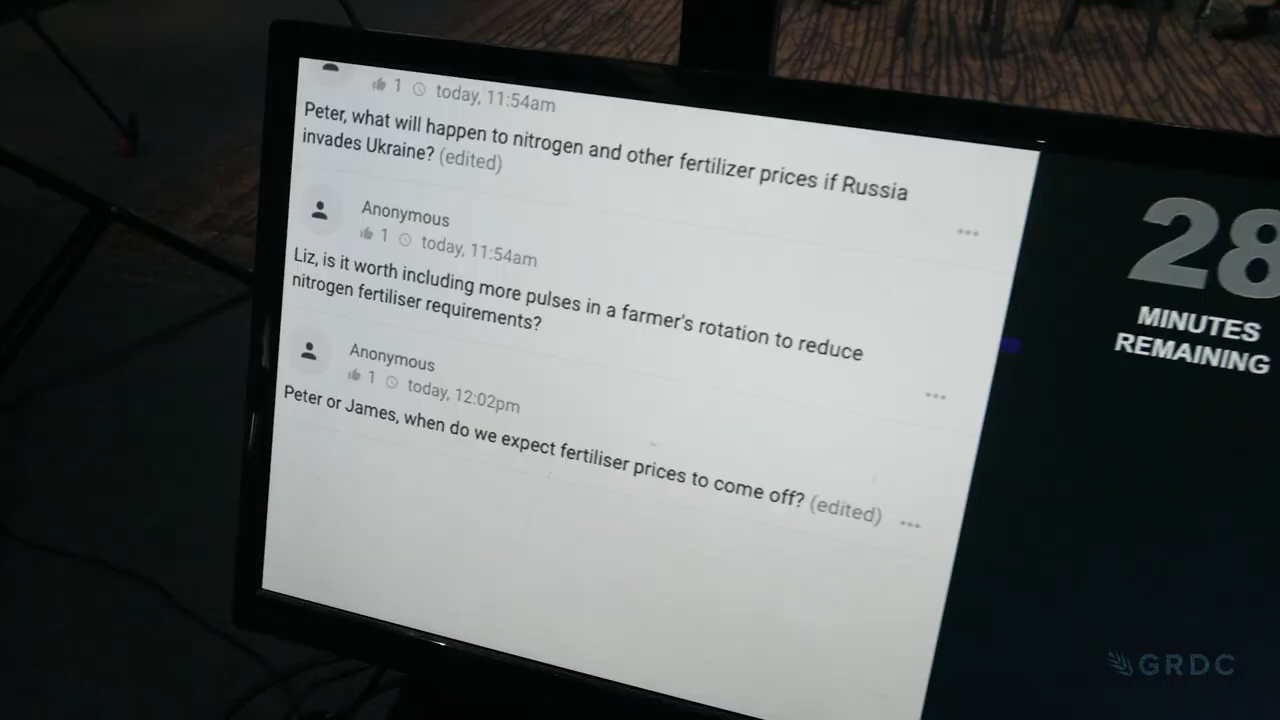 1 today, 11:54am
Peter, what will happen to nitrogen and other fertilizer prices if Russia
invades Ukraine? (edited)
Anonymous
1 today, 11:54am
Liz, is it worth including more pulses in a farmer's rotation to reduce
nitrogen fertiliser requirements?
Anonymous
1 today, 12:02pm
Peter or James, when do we expect fertiliser prices to come off? (edited)
28
MINUTES
REMAINING
GRDC